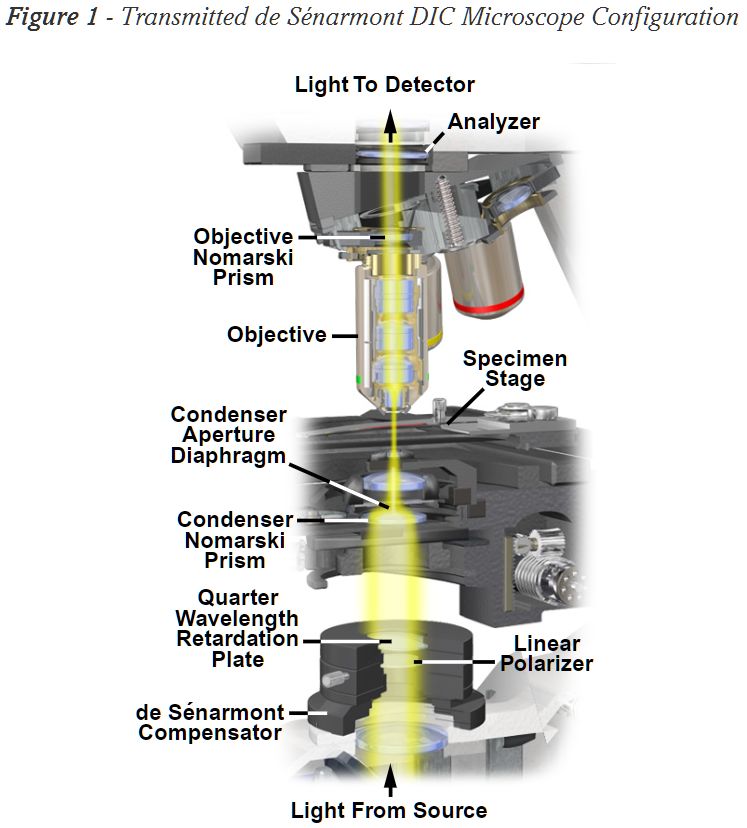 Figure 1 - Transmitted de Sénarmont DIC Microscope Configuration
Light To Detector
Analyzer
Objective
Nomarski
Prism
Objective
Specimen
Stage
Condenser
Aperture
Diaphragm
Condenser
Nomarski
Prism
Quarter
Wavelength
Retardation
Plate
Linear
Polarizer
de Sénarmont
Compensator
Light From Source